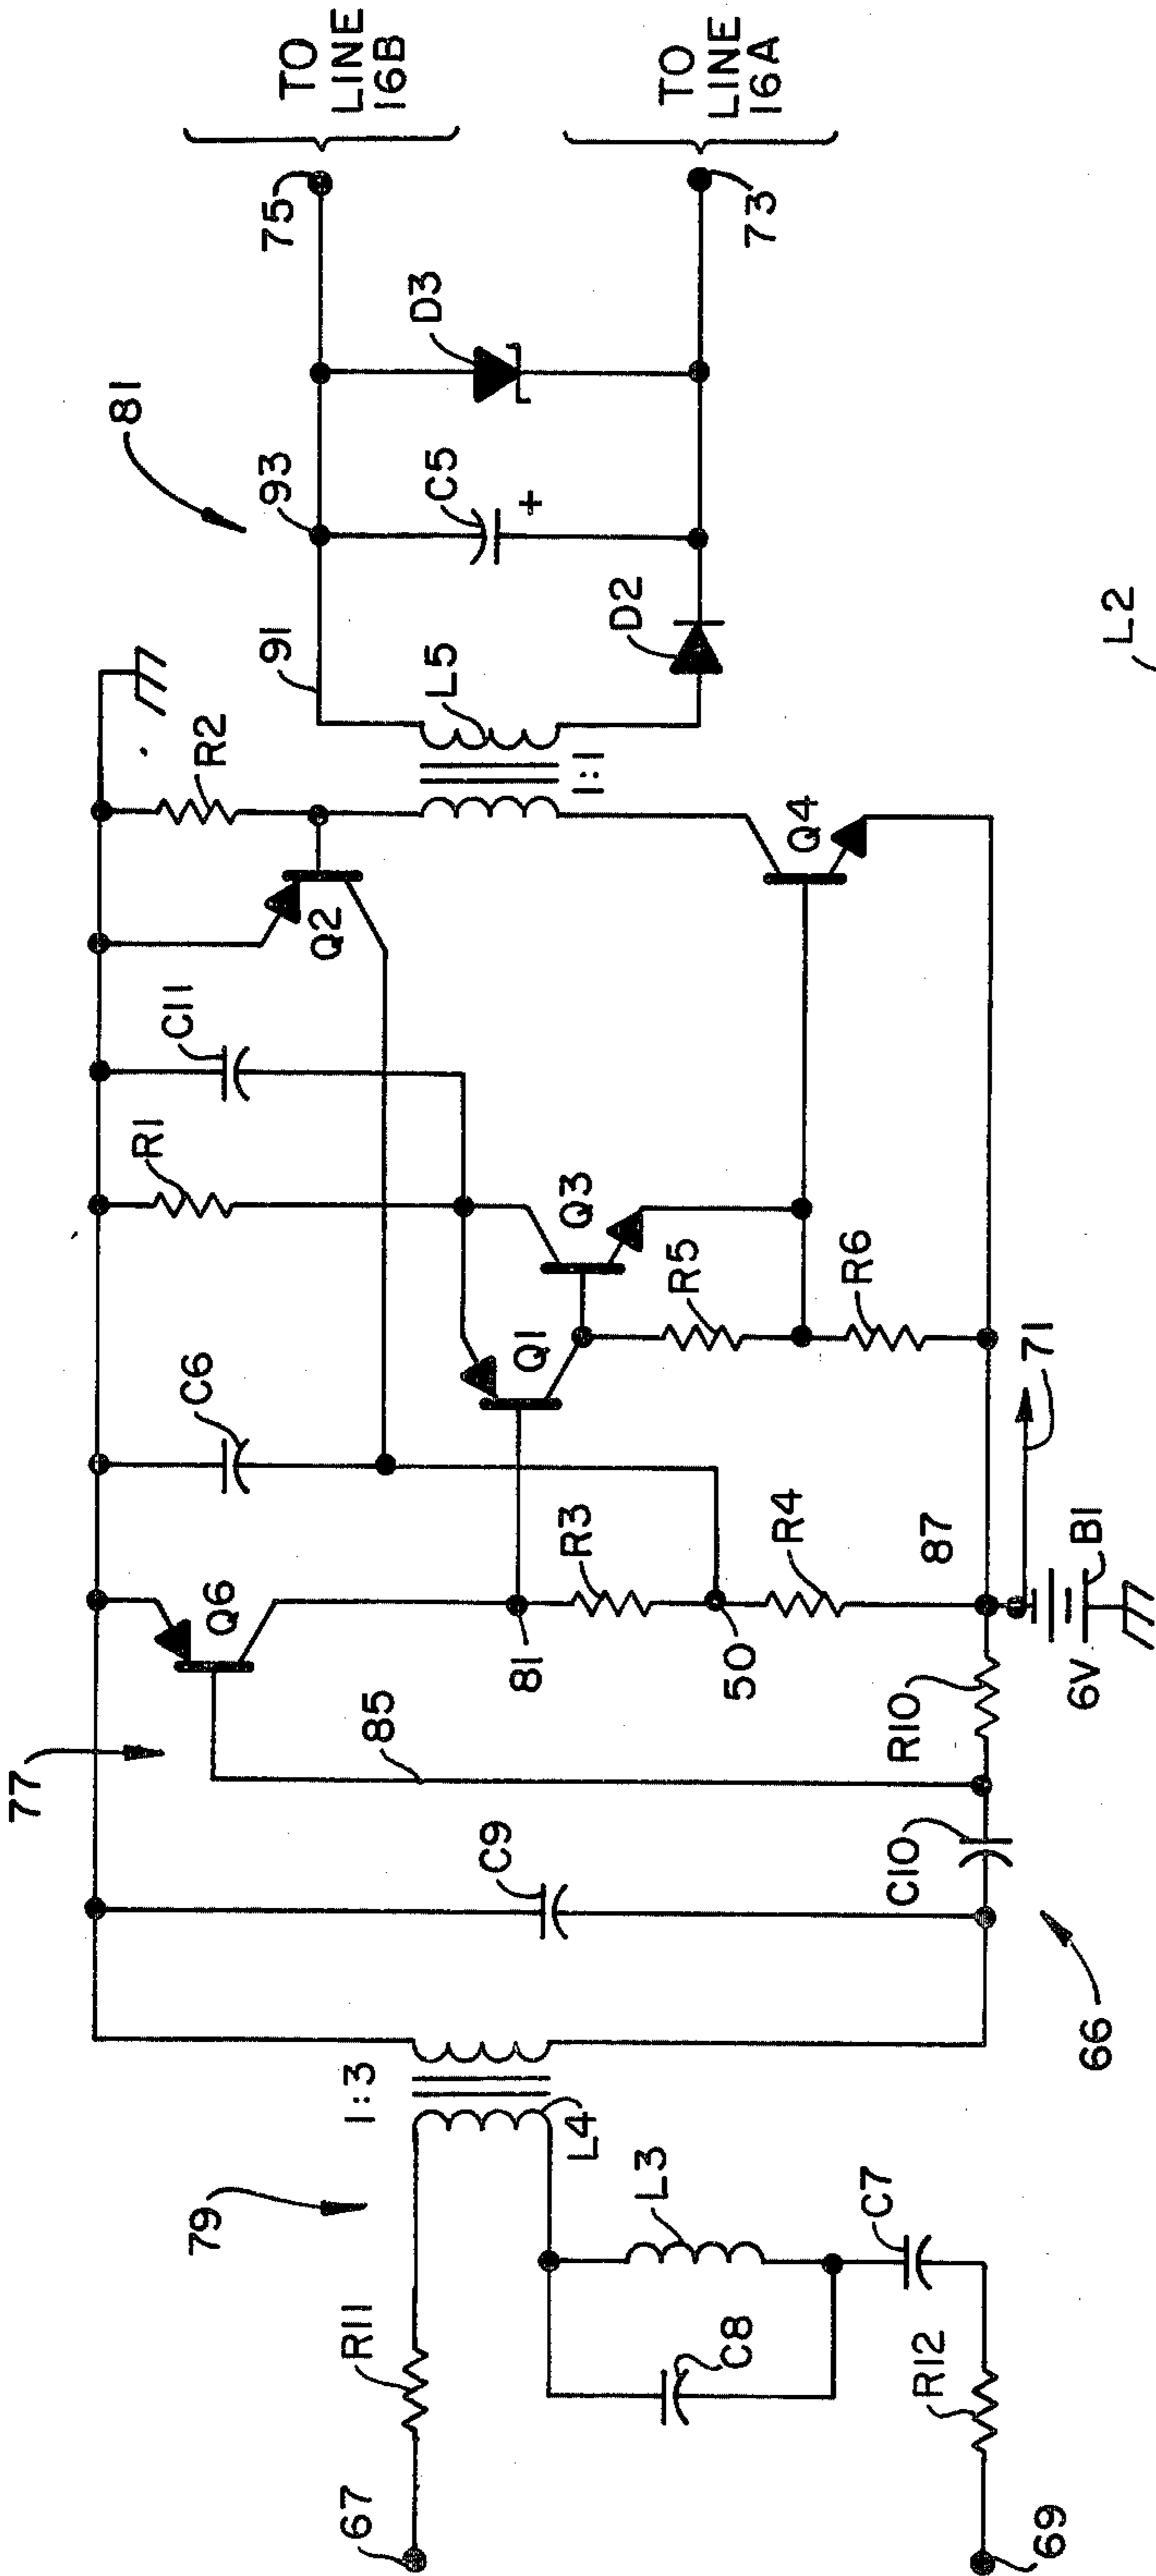 TO
LINE
16B
TO
LINE
16A
75
73
81
93
91
D3
C5
+
D2
L5
1:1
R2
Q2
Q4
C11
R1
Q3
R5
R6
Q1
C6
R3
R4
87
71
B1
6V
50
81
Q6
77
85
R10
C9
C10
66
1:3
L4
79
L3
C7
C8
R11
R12
67
69
L2